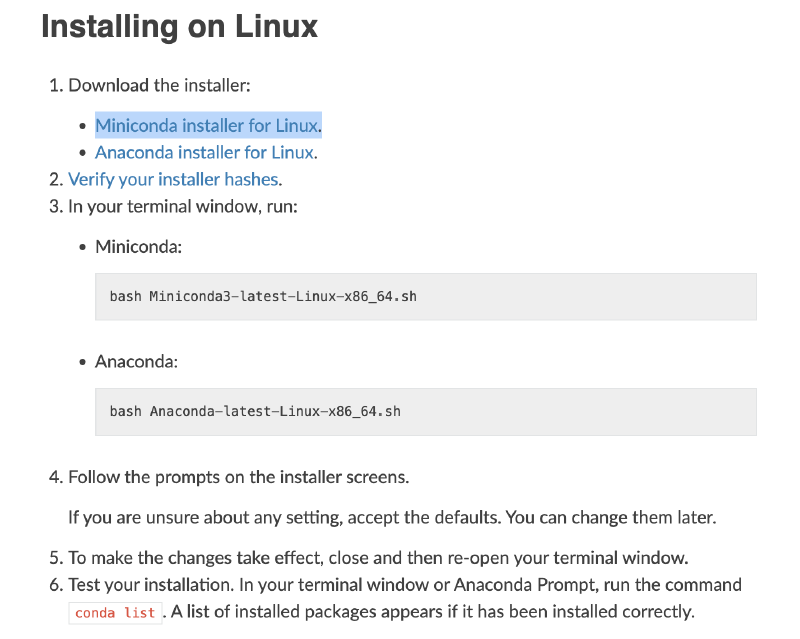 Installing on Linux
1. Download the installer:
• Miniconda installer for Linux.
• Anaconda installer for Linux.
2. Verify your installer hashes.
3. In your terminal window, run:
• Miniconda:
bash Miniconda3-latest-Linux-x86_64.sh
• Anaconda:
bash Anaconda-latest-Linux-x86_64.sh
4. Follow the prompts on the installer screens.
If you are unsure about any setting, accept the defaults. You can change them later.
5. To make the changes take effect, close and then re-open your terminal window.
6. Test your installation. In your terminal window or Anaconda Prompt, run the command
conda list. A list of installed packages appears if it has been installed correctly.